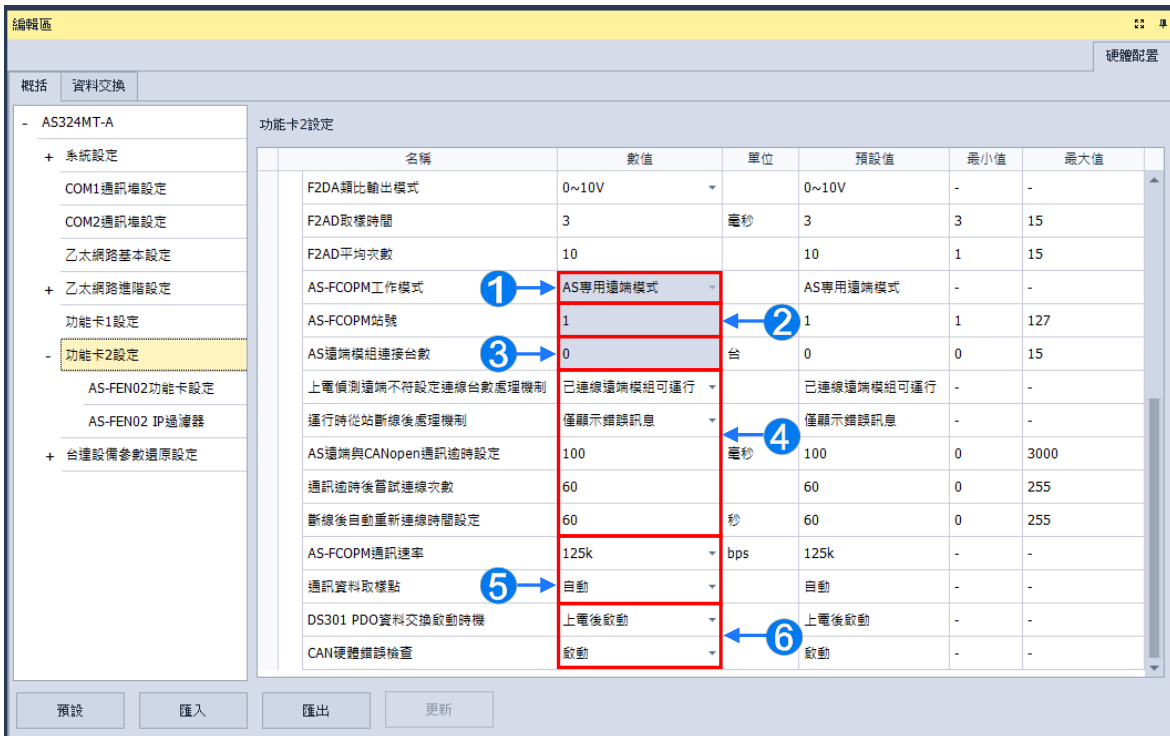 編輯區
硬體配置
概括 資料交換
- AS324MT-A
+ 系統設定
COM1通訊埠設定
COM2通訊埠設定
乙太網路基本設定
+ 乙太網路進階設定
功能卡1設定
- 功能卡2設定
AS-FEN02功能卡設定
AS-FEN02 IP過濾器
+ 台達設備參數還原設定
功能卡2設定
名稱 數值 單位 預設值 最小值 最大值
F2DA類比輸出模式 0~10V 0~10V - -
F2AD取樣時間 3 毫秒 3 3 15
F2AD平均次數 10 10 1 15
AS-FCOPM工作模式 1 AS專用遠端模式 AS專用遠端模式 - -
AS-FCOPM站號 1 2 1 1 127
AS遠端模組連接台數 3 0 台 0 0 15
上電偵測遠端不符設定連線台數處理機制 已連線遠端模組可運行 已連線遠端模組可運行 - -
運行時從站斷線後處理機制 僅顯示錯誤訊息 4 僅顯示錯誤訊息 - -
AS遠端與CANopen通訊逾時設定 100 毫秒 100 0 3000
通訊逾時後嘗試連線次數 60 60 0 255
斷線後自動重新連線時間設定 60 秒 60 0 255
AS-FCOPM通訊速率 125k bps 125k - -
通訊資料取樣點 5 自動 自動 - -
DS301 PDO資料交換啟動時機 上電後啟動 6 上電後啟動 - -
CAN硬體錯誤檢查 啟動 啟動 - -
預設 匯入 匯出 更新